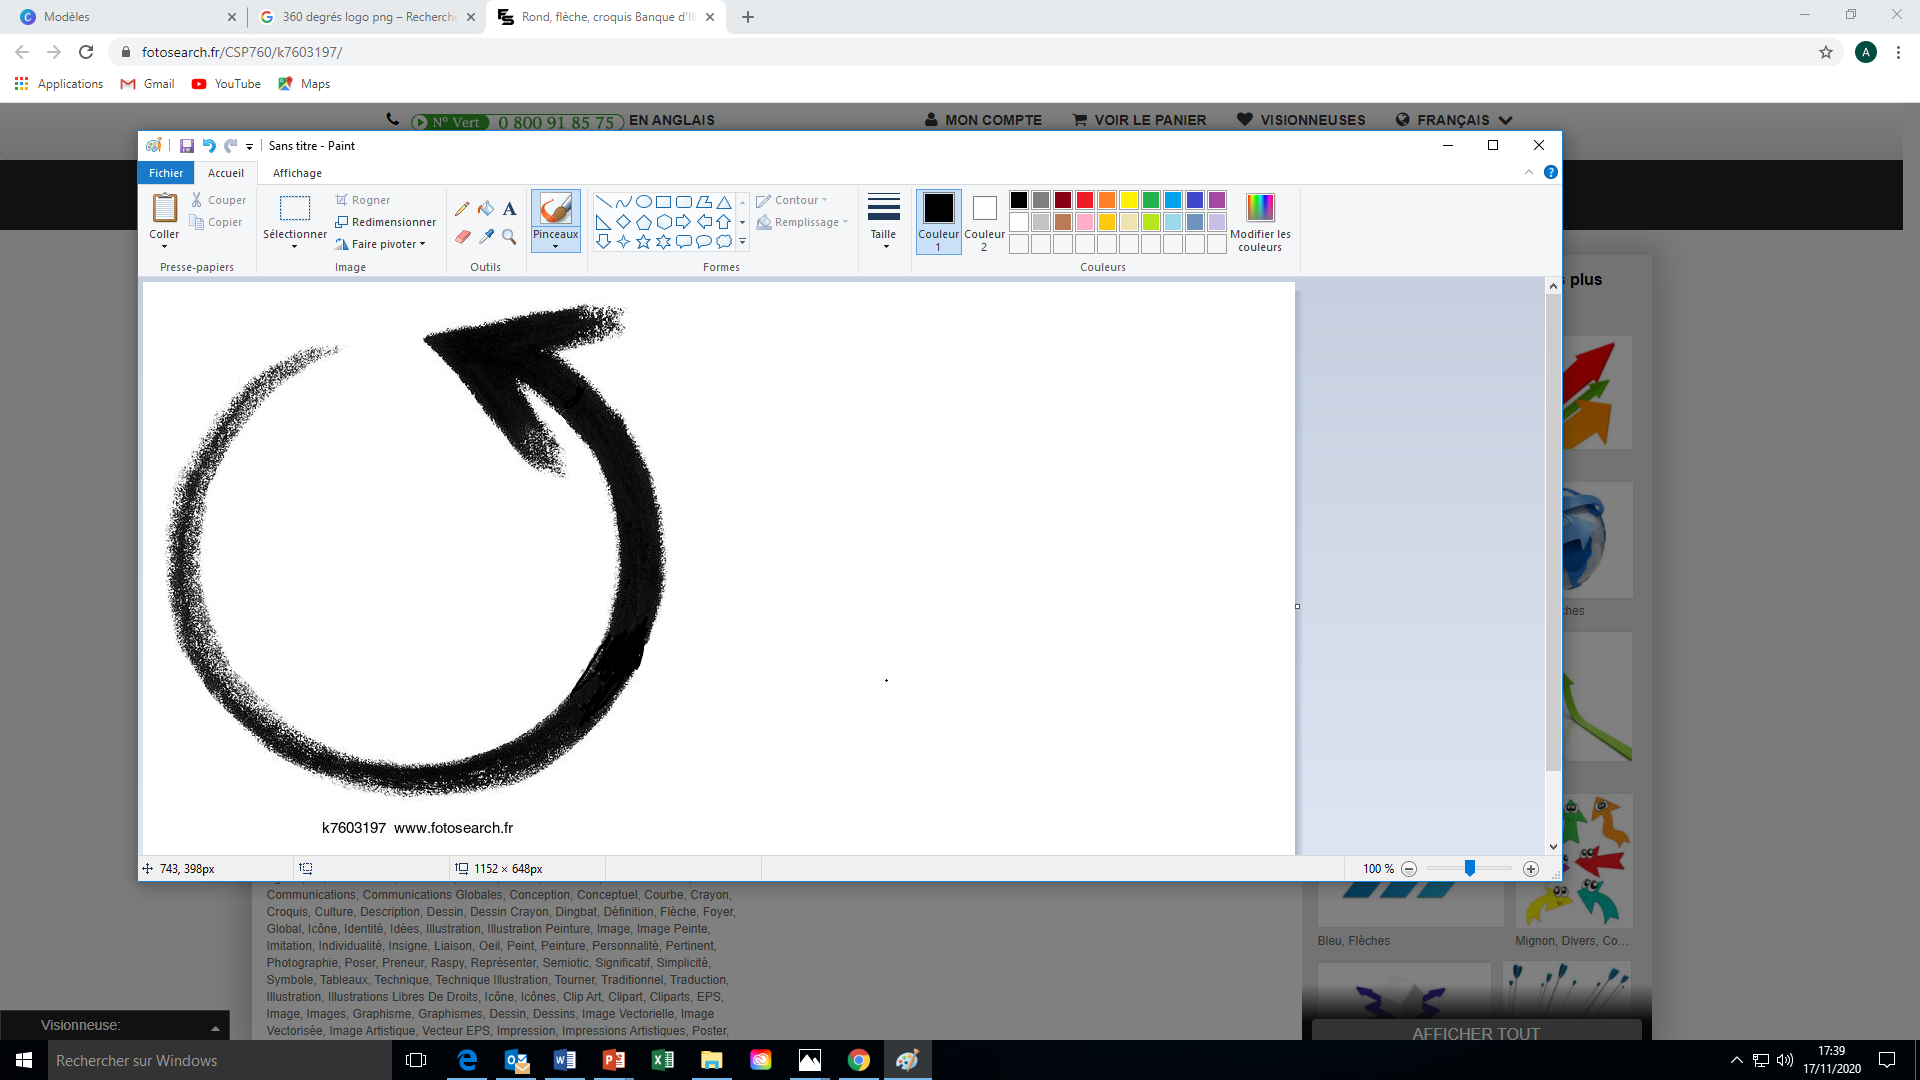 Modèles
360 degrés logo png – Recherche
Rond, flèche, croquis Banque d'Il
fotosearch.fr/CSP760/k7603197/
A
Applications
Gmail
YouTube
Maps
N° Vert 0 800 91 85 75 EN ANGLAIS
MON COMPTE
VOIR LE PANIER
VISIONNEUSES
FRANÇAIS
Sans titre - Paint
Fichier
Accueil
Affichage
Coller
Couper
Copier
Presse-papiers
Sélectionner
Rogner
Redimensionner
Faire pivoter
Image
A
Outils
Pinceaux
Formes
Contour
Remplissage
Taille
Couleur 1
Couleur 2
Modifier les couleurs
Couleurs
plus
k7603197 www.fotosearch.fr
743, 398px
1152 × 648px
100 %
Communications, Communications Globales, Conception, Conceptuel, Courbe, Crayon,
Croquis, Culture, Description, Dessin, Dessin Crayon, Dingbat, Définition, Flèche, Foyer,
Global, Icône, Identité, Idées, Illustration, Illustration Peinture, Image, Image Peinte,
Imitation, Individualité, Insigne, Liaison, Oeil, Peint, Peinture, Personnalité, Pertinent,
Photographie, Poser, Preneur, Raspy, Représenter, Semiotic, Significatif, Simplicité,
Symbole, Tableaux, Technique, Technique Illustration, Tourner, Traditionnel, Traduction,
Illustration, Illustrations Libres De Droits, Icône, Icônes, Clip Art, Clipart, Cliparts, EPS,
Image, Images, Graphisme, Graphismes, Dessin, Dessins, Image Vectorielle, Image
Vectorisée, Image Artistique, Vecteur EPS, Impression, Impressions Artistiques, Poster,
ches
Bleu, Flèches
Mignon, Divers, Co...
AFFICHER TOUT
Visionneuse:
Rechercher sur Windows
17:39
17/11/2020